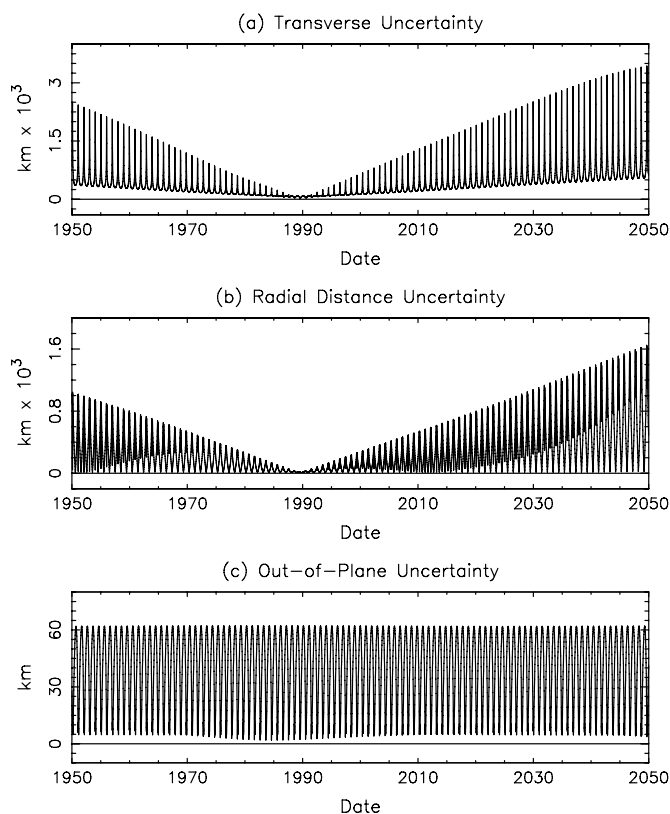 (a) Transverse Uncertainty
km x 10³
3
1.5
0
1950 1970 1990 2010 2030 2050
Date
(b) Radial Distance Uncertainty
km x 10³
1.6
0.8
0
1950 1970 1990 2010 2030 2050
Date
(c) Out-of-Plane Uncertainty
km
60
30
0
1950 1970 1990 2010 2030 2050
Date